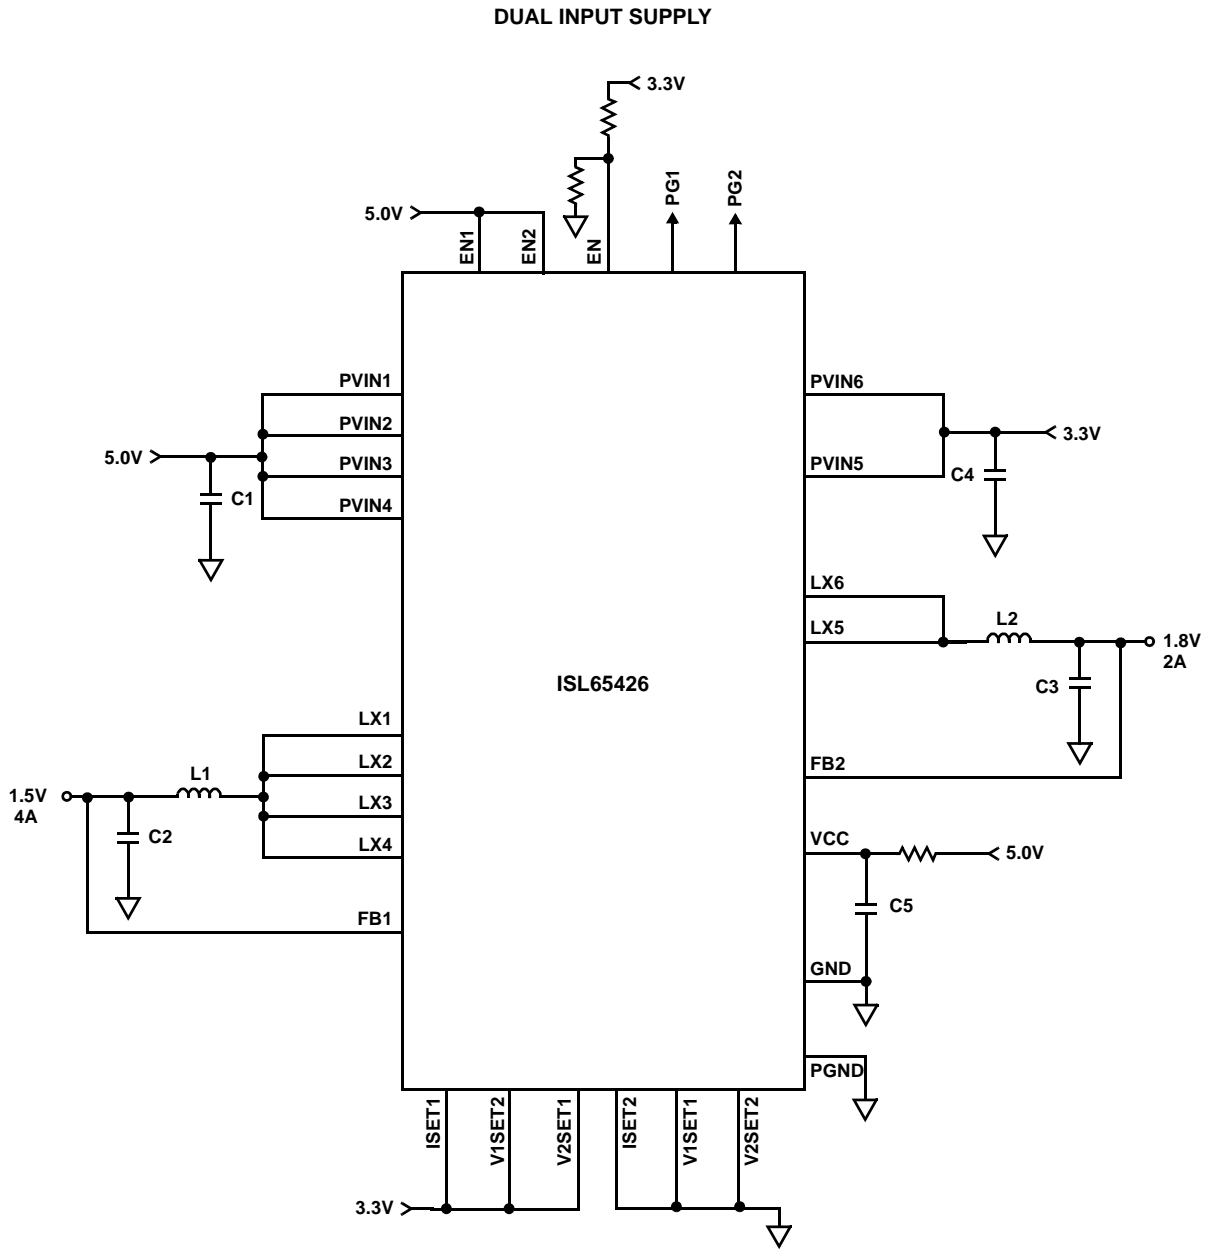 DUAL INPUT SUPPLY
3.3V
5.0V
EN1
EN2
EN
PG1
PG2
PVIN1
PVIN2
PVIN3
PVIN4
5.0V
C1
PVIN6
PVIN5
3.3V
C4
LX6
LX5
L2
1.8V
2A
C3
FB2
ISL65426
LX1
LX2
LX3
LX4
L1
1.5V
4A
C2
FB1
VCC
5.0V
C5
GND
PGND
ISET1
V1SET2
V2SET1
ISET2
V1SET1
V2SET2
3.3V